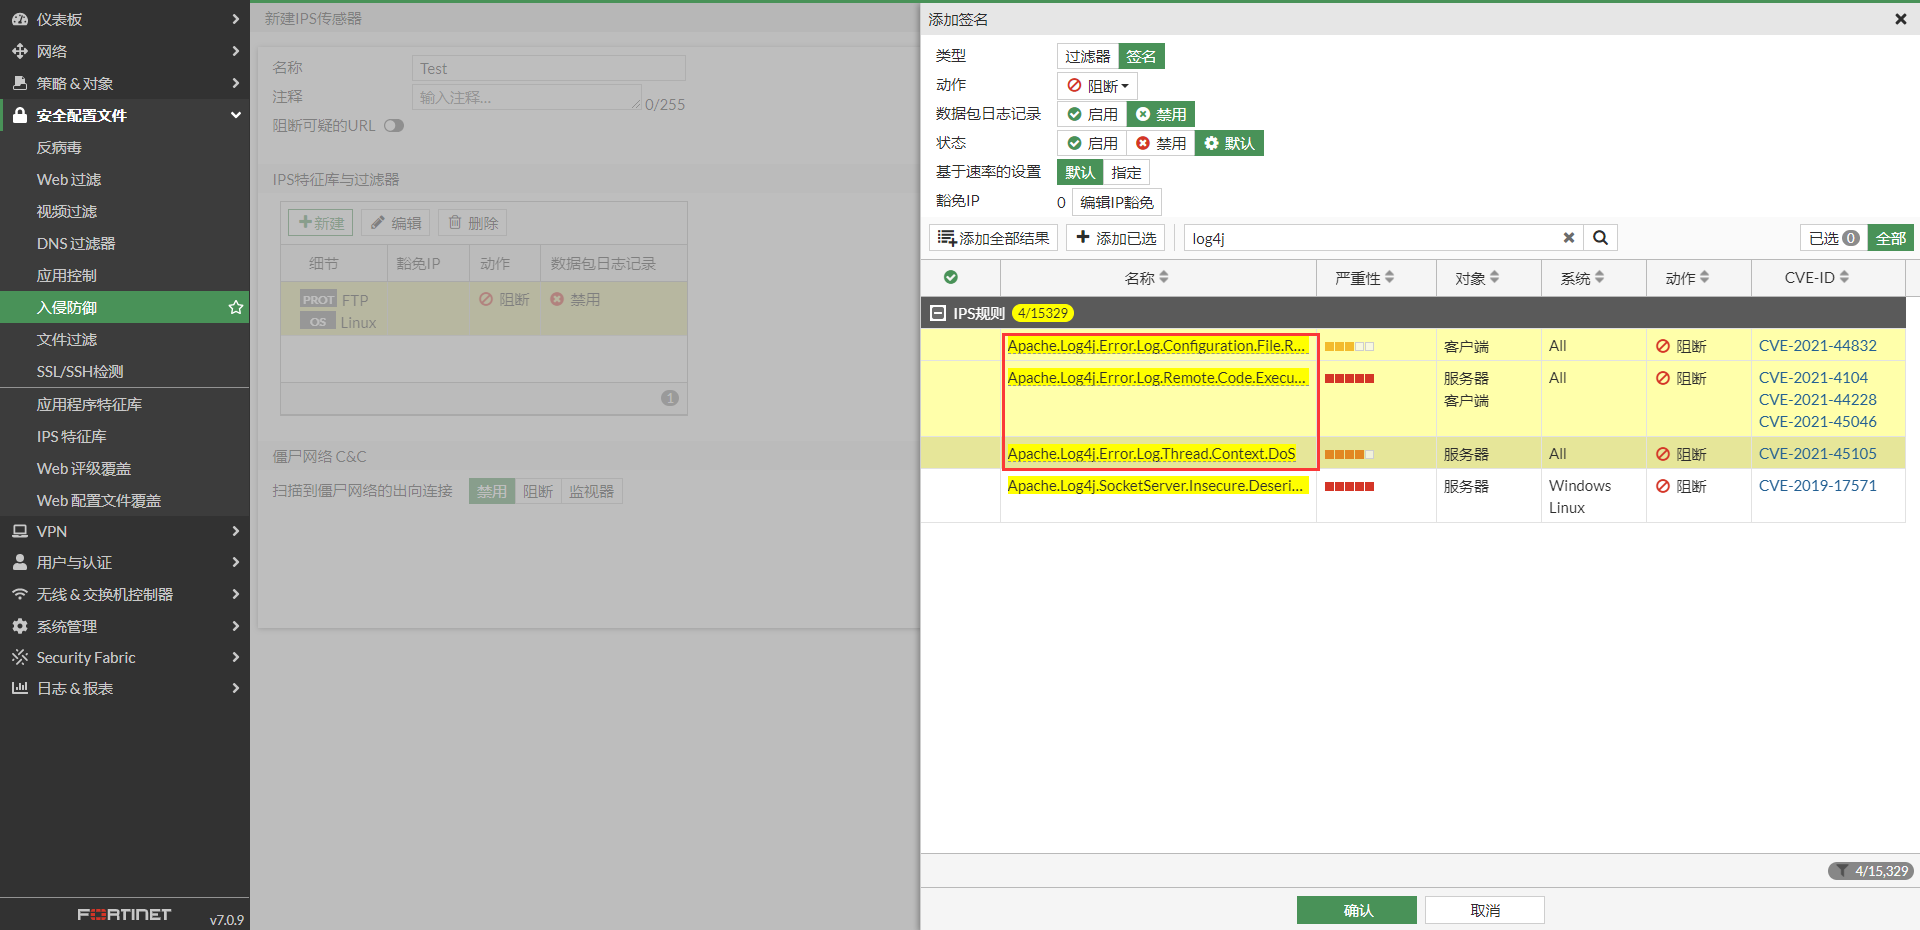 仪表板
网络
策略 & 对象
安全配置文件
反病毒
Web 过滤
视频过滤
DNS 过滤器
应用控制
入侵防御
文件过滤
SSL/SSH检测
应用程序特征库
IPS 特征库
Web 评级覆盖
Web 配置文件覆盖
VPN
用户与认证
无线 & 交换机控制器
系统管理
Security Fabric
日志 & 报表
FORTINET
v7.0.9
新建IPS传感器
名称 Test
注释 输入注释... 0/255
阻断可疑的URL
IPS特征库与过滤器
新建 编辑 删除
细节 豁免IP 动作 数据包日志记录
PROT FTP 阻断 禁用
OS Linux
1
僵尸网络 C&C
扫描到僵尸网络的出向连接 禁用 阻断 监视器
添加签名
类型 过滤器 签名
动作 阻断
数据包日志记录 启用 禁用
状态 启用 禁用 默认
基于速率的设置 默认 指定
豁免IP 0 编辑IP豁免
添加全部结果 添加已选 log4j 已选 0 全部
名称 严重性 对象 系统 动作 CVE-ID
IPS规则 4/15329
Apache.Log4j.Error.Log.Configuration.File.R... 客户端 All 阻断 CVE-2021-44832
Apache.Log4j.Error.Log.Remote.Code.Execu... 服务器 All 阻断 CVE-2021-4104
客户端 CVE-2021-44228
CVE-2021-45046
Apache.Log4j.Error.Log.Thread.Context.DoS 服务器 All 阻断 CVE-2021-45105
Apache.Log4j.SocketServer.Insecure.Deseri... 服务器 Windows 阻断 CVE-2019-17571
Linux
4/15,329
确认 取消